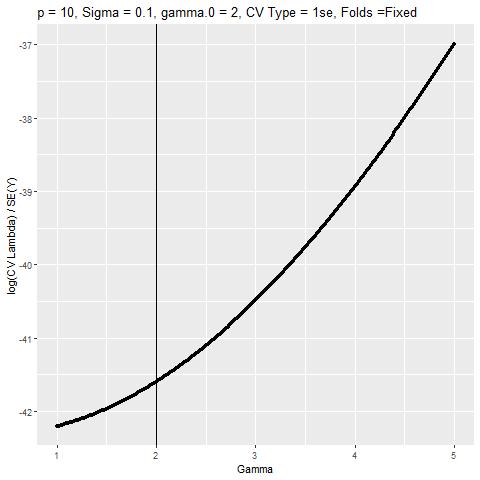 p = 10, Sigma = 0.1, gamma.0 = 2, CV Type = 1se, Folds =Fixed
-37
-38
-39
-40
-41
-42
log(CV Lambda) / SE(Y)
1 2 3 4 5
Gamma